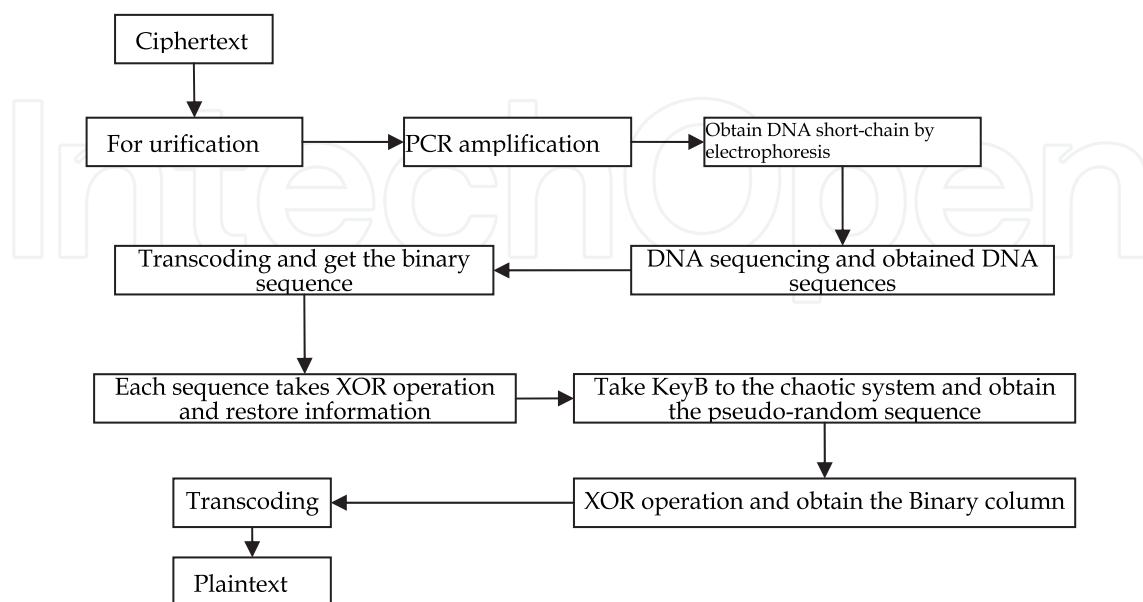 Ciphertext
For urification
PCR amplification
Obtain DNA short-chain by
electrophoresis
Transcoding and get the binary
sequence
DNA sequencing and obtained DNA
sequences
Each sequence takes XOR operation
and restore information
Take KeyB to the chaotic system and obtain
the pseudo-random sequence
Transcoding
XOR operation and obtain the Binary column
Plaintext
IntechOpen